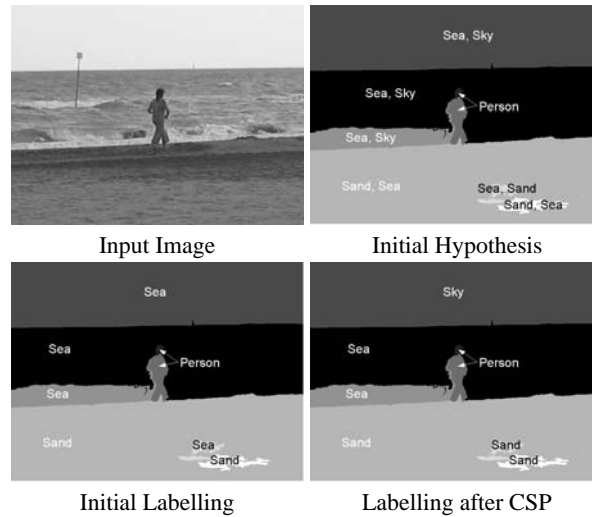 Sea, Sky
Sea, Sky
Person
Sea, Sky
Sand, Sea
Sea, Sand
Sand, Sea
Input Image
Initial Hypothesis
Sea
Sea
Person
Sea
Sand
Sea
Sand
Sky
Sea
Person
Sea
Sand
Sand
Sand
Initial Labelling
Labelling after CSP